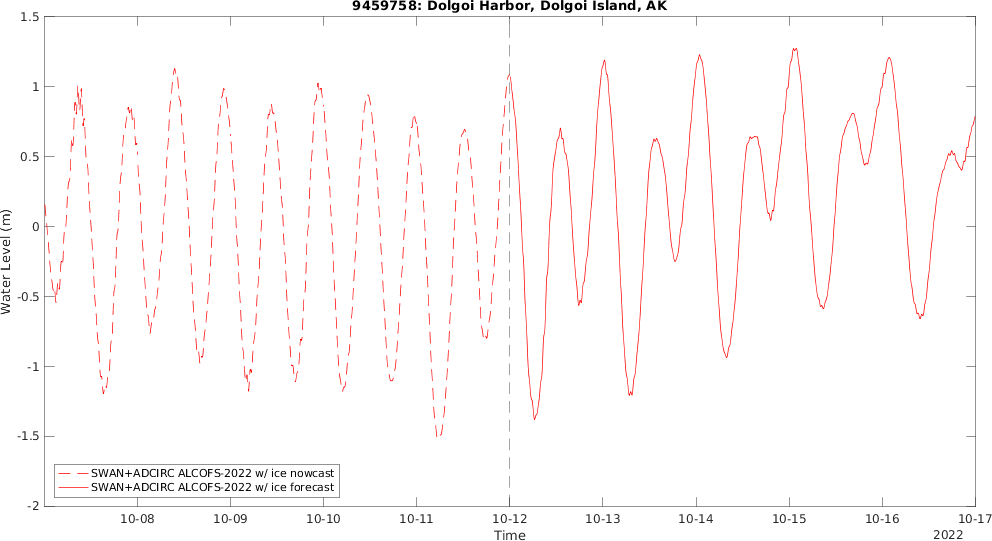 9459758: Dolgoi Harbor, Dolgoi Island, AK
Water Level (m)
1.5
1
0.5
0
-0.5
-1
-1.5
-2
SWAN+ADCIRC ALCOFS-2022 w/ ice nowcast
SWAN+ADCIRC ALCOFS-2022 w/ ice forecast
10-08 10-09 10-10 10-11 10-12 10-13 10-14 10-15 10-16 10-17
Time
2022